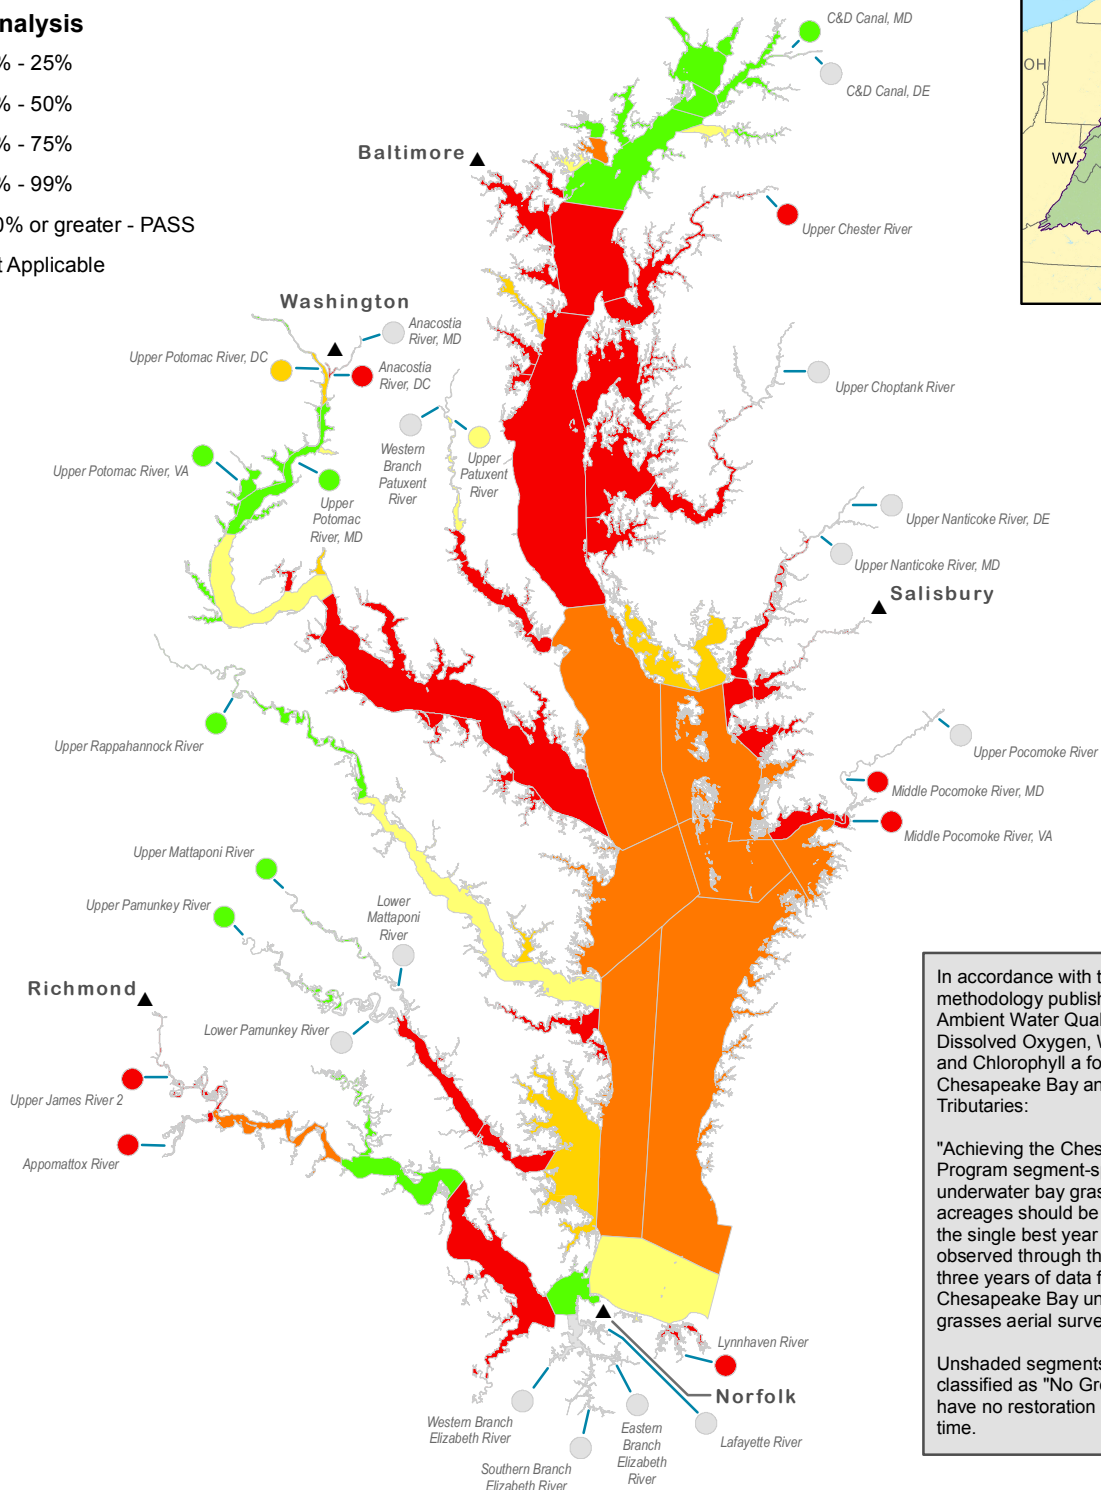 nalysis
% - 25%
% - 50%
% - 75%
% - 99%
0% or greater - PASS
t Applicable
C&D Canal, MD
C&D Canal, DE
OH
WV
Baltimore
Upper Chester River
Washington
Anacostia
River, MD
Upper Potomac River, DC
Anacostia
River, DC
Upper Choptank River
Western
Branch
Patuxent
River
Upper
Patuxent
River
Upper Potomac River, VA
Upper
Potomac
River, MD
Upper Nanticoke River, DE
Upper Nanticoke River, MD
Salisbury
Upper Rappahannock River
Upper Pocomoke River
Middle Pocomoke River, MD
Middle Pocomoke River, VA
Upper Mattaponi River
Upper Pamunkey River
Lower
Mattaponi
River
Richmond
Lower Pamunkey River
Upper James River 2
Appomattox River
In accordance with t
methodology publish
Ambient Water Qual
Dissolved Oxygen, W
and Chlorophyll a fo
Chesapeake Bay an
Tributaries:
"Achieving the Ches
Program segment-s
underwater bay gras
acreages should be
the single best year
observed through th
three years of data f
Chesapeake Bay un
grasses aerial surve
Unshaded segments
classified as "No Gr
have no restoration
time.
Lynnhaven River
Norfolk
Western Branch
Elizabeth River
Southern Branch
Elizabeth River
Eastern
Branch
Elizabeth
River
Lafayette River